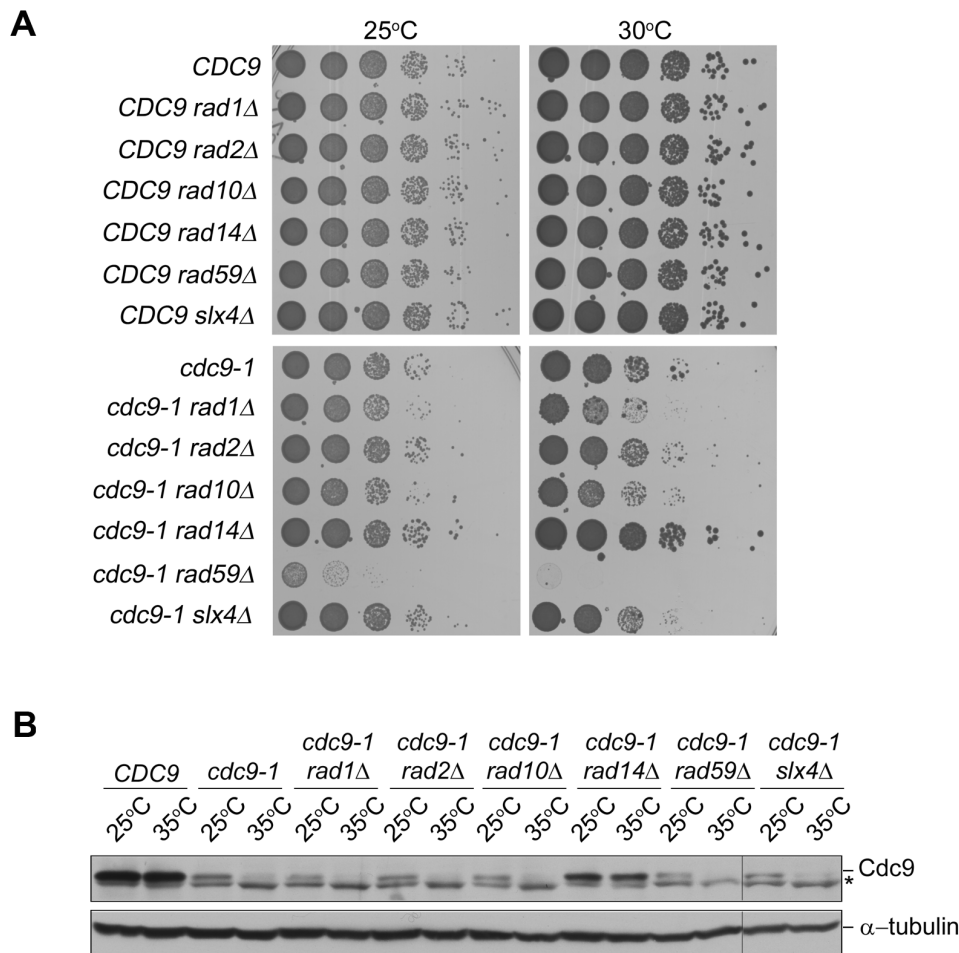 A
25°C 30°C
CDC9
CDC9 rad1Δ
CDC9 rad2Δ
CDC9 rad10Δ
CDC9 rad14Δ
CDC9 rad59Δ
CDC9 slx4Δ
cdc9-1
cdc9-1 rad1Δ
cdc9-1 rad2Δ
cdc9-1 rad10Δ
cdc9-1 rad14Δ
cdc9-1 rad59Δ
cdc9-1 slx4Δ
B
cdc9-1 cdc9-1 cdc9-1 cdc9-1 cdc9-1 cdc9-1
CDC9 cdc9-1 rad1Δ rad2Δ rad10Δ rad14Δ rad59Δ slx4Δ
25°C 35°C 25°C 35°C 25°C 35°C 25°C 35°C 25°C 35°C 25°C 35°C 25°C 35°C 25°C 35°C
Cdc9
*
α-tubulin